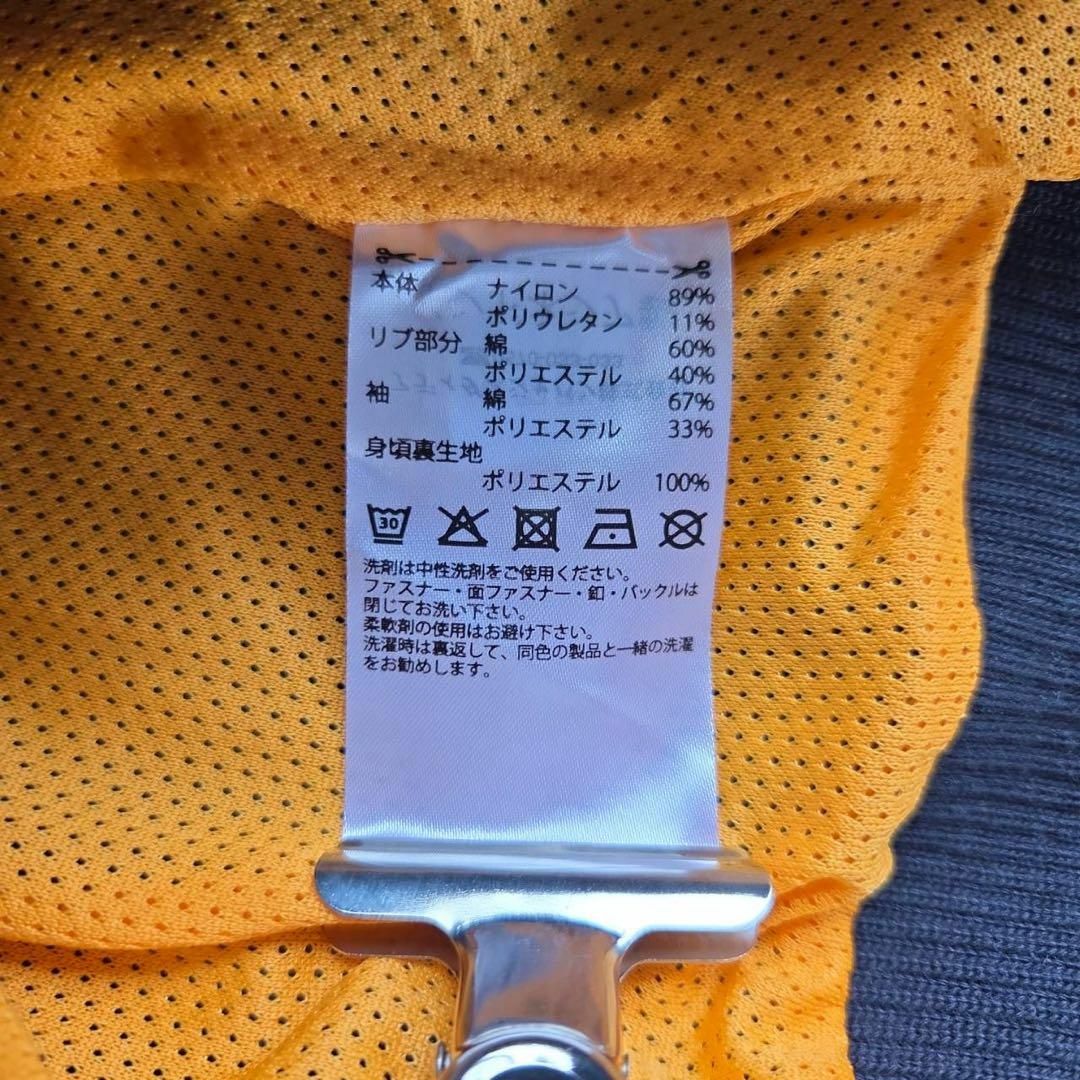 本体 ナイロン 89%
ポリウレタン 11%
リブ部分 綿 60%
ポリエステル 40%
袖 綿 67%
ポリエステル 33%
身頃裏生地
ポリエステル 100%
30
洗剤は中性洗剤をご使用ください。
ファスナー・面ファスナー・釦・バックルは
閉じてお洗い下さい。
柔軟剤の使用はお避け下さい。
洗濯時は裏返して、同色の製品と一緒の洗濯
をお勧めします。